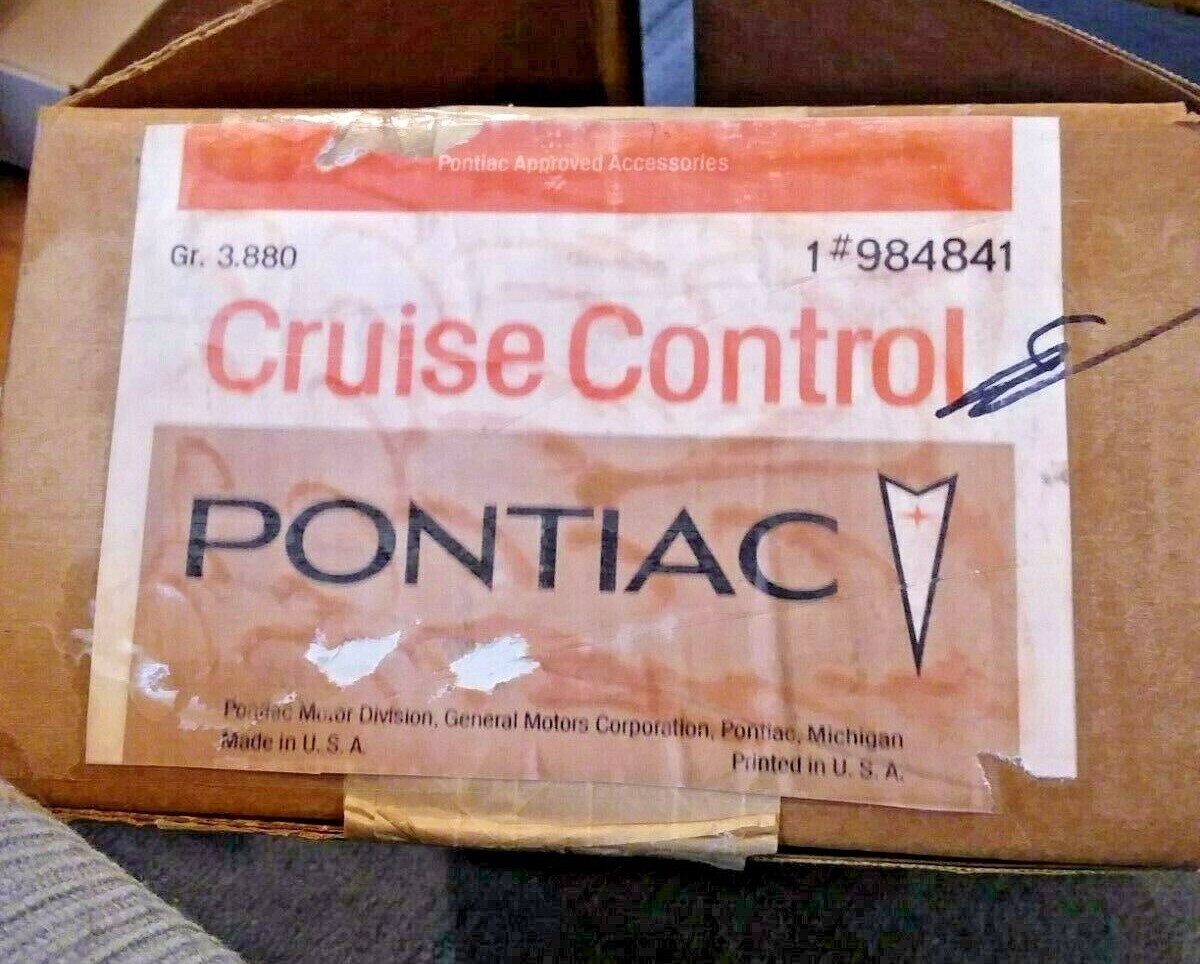 Pontiac Approved Accessories
Gr. 3.880
1#984841
Cruise Control
PONTIAC
Pontiac Motor Division, General Motors Corporation, Pontiac, Michigan
Made in U. S. A.
Printed in U. S. A.